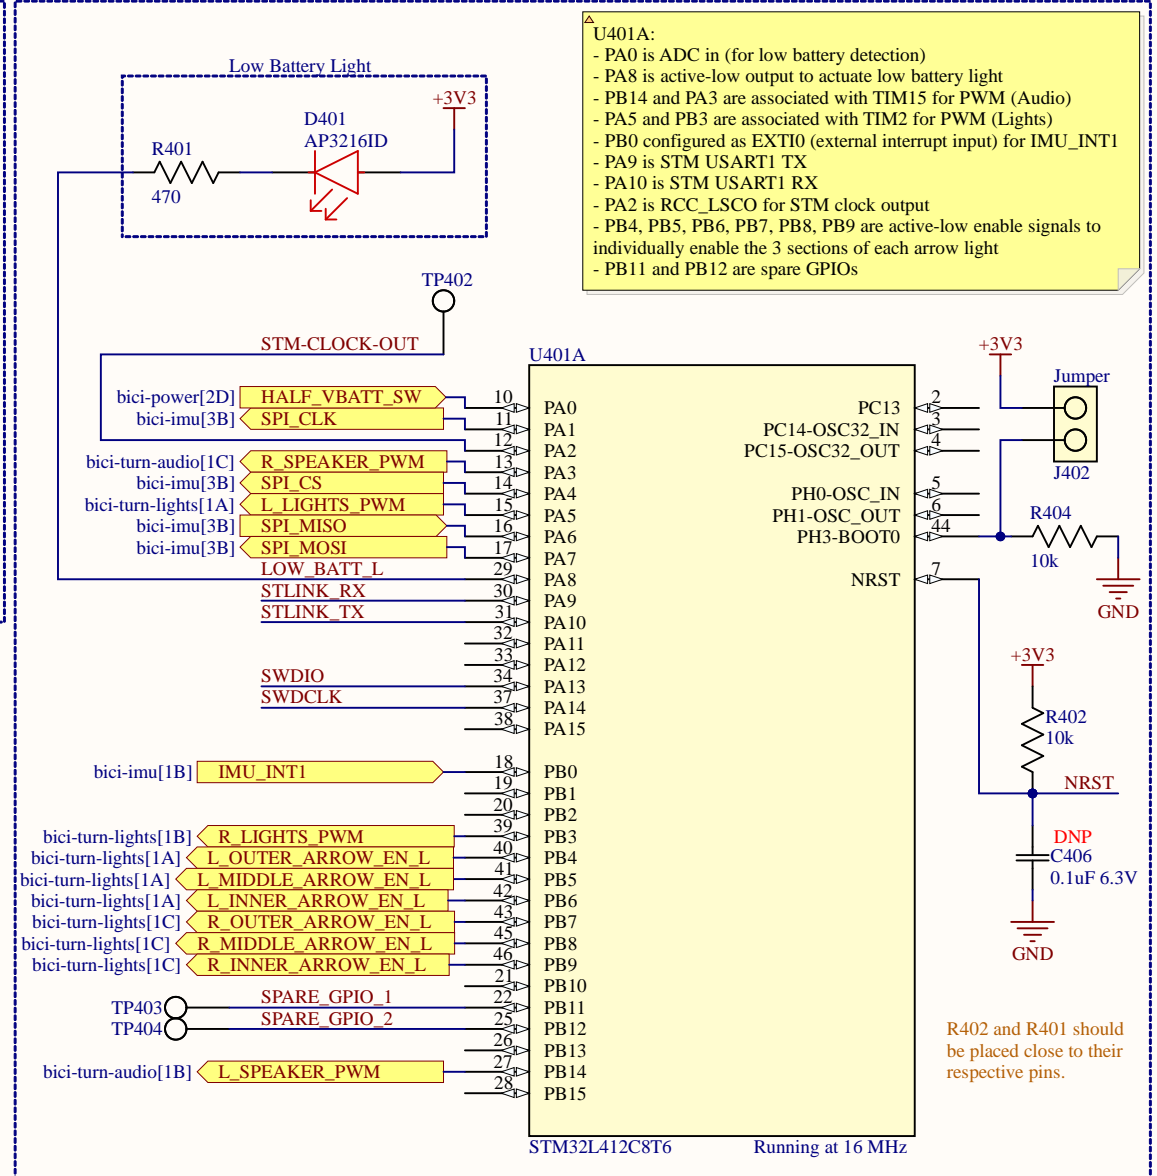 U401A:
- PA0 is ADC in (for low battery detection)
- PA8 is active-low output to actuate low battery light
- PB14 and PA3 are associated with TIM15 for PWM (Audio)
- PA5 and PB3 are associated with TIM2 for PWM (Lights)
- PB0 configured as EXTI0 (external interrupt input) for IMU_INT1
- PA9 is STM USART1 TX
- PA10 is STM USART1 RX
- PA2 is RCC_LSCO for STM clock output
- PB4, PB5, PB6, PB7, PB8, PB9 are active-low enable signals to
individually enable the 3 sections of each arrow light
- PB11 and PB12 are spare GPIOs
Low Battery Light
+3V3
D401
AP3216ID
R401
470
TP402
STM-CLOCK-OUT
U401A
bici-power[2D] HALF_VBATT_SW 10 PA0
bici-imu[3B] SPI_CLK 11 PA1
12 PA2
bici-turn-audio[1C] R_SPEAKER_PWM 13 PA3
bici-imu[3B] SPI_CS 14 PA4
bici-turn-lights[1A] L_LIGHTS_PWM 15 PA5
bici-imu[3B] SPI_MISO 16 PA6
bici-imu[3B] SPI_MOSI 17 PA7
LOW_BATT_L 29 PA8
STLINK_RX 30 PA9
STLINK_TX 31 PA10
32 PA11
33 PA12
SWDIO 34 PA13
SWDCLK 37 PA14
38 PA15
bici-imu[1B] IMU_INT1 18 PB0
19 PB1
20 PB2
bici-turn-lights[1B] R_LIGHTS_PWM 39 PB3
bici-turn-lights[1A] L_OUTER_ARROW_EN_L 40 PB4
bici-turn-lights[1A] L_MIDDLE_ARROW_EN_L 41 PB5
bici-turn-lights[1A] L_INNER_ARROW_EN_L 42 PB6
bici-turn-lights[1C] R_OUTER_ARROW_EN_L 43 PB7
bici-turn-lights[1C] R_MIDDLE_ARROW_EN_L 45 PB8
bici-turn-lights[1C] R_INNER_ARROW_EN_L 46 PB9
21 PB10
TP403 SPARE_GPIO_1 22 PB11
TP404 SPARE_GPIO_2 25 PB12
26 PB13
bici-turn-audio[1B] L_SPEAKER_PWM 27 PB14
28 PB15
PC13 2
PC14-OSC32_IN 3
PC15-OSC32_OUT 4
PH0-OSC_IN 5
PH1-OSC_OUT 6
PH3-BOOT0 44
NRST 7
+3V3
Jumper
J402
R404
10k
GND
+3V3
R402
10k
NRST
DNP
C406
0.1uF 6.3V
GND
R402 and R401 should
be placed close to their
respective pins.
STM32L412C8T6
Running at 16 MHz